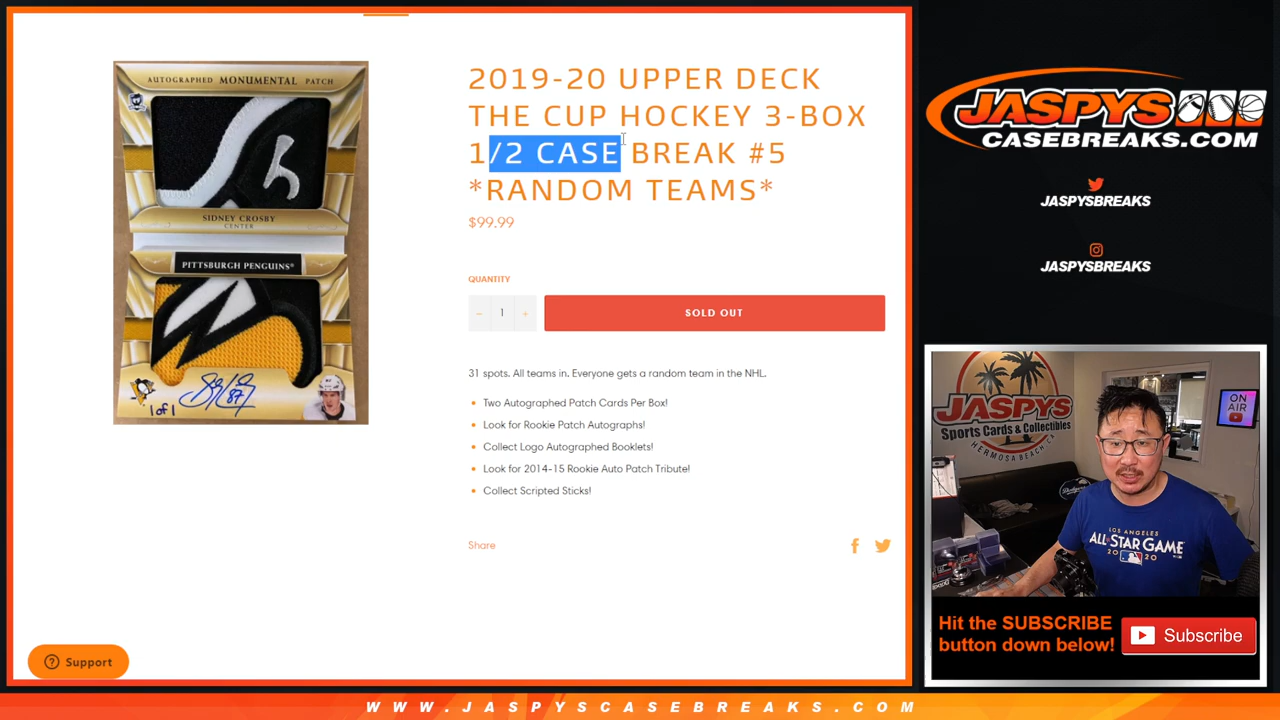 AUTOGRAPHED MONUMENTAL PATCH
SIDNEY CROSBY
CENTER
PITTSBURGH PENGUINS®
87
1 of 1
2019-20 UPPER DECK
THE CUP HOCKEY 3-BOX
1/2 CASE BREAK #5
*RANDOM TEAMS*
$99.99
QUANTITY
− 1 +
SOLD OUT
31 spots. All teams in. Everyone gets a random team in the NHL.
Two Autographed Patch Cards Per Box!
Look for Rookie Patch Autographs!
Collect Logo Autographed Booklets!
Look for 2014-15 Rookie Auto Patch Tribute!
Collect Scripted Sticks!
Share
Support
JASPYS
CASEBREAKS.COM
JASPYSBREAKS
JASPYSBREAKS
JASPYS
Sports Cards & Collectibles
HERMOSA BEACH, CA
ON
AIR
Dodgers
LOS ANGELES
ALL-STAR GAME
2020
Hit the SUBSCRIBE
button down below!
Subscribe
WWW.JASPYSCASEBREAKS.COM